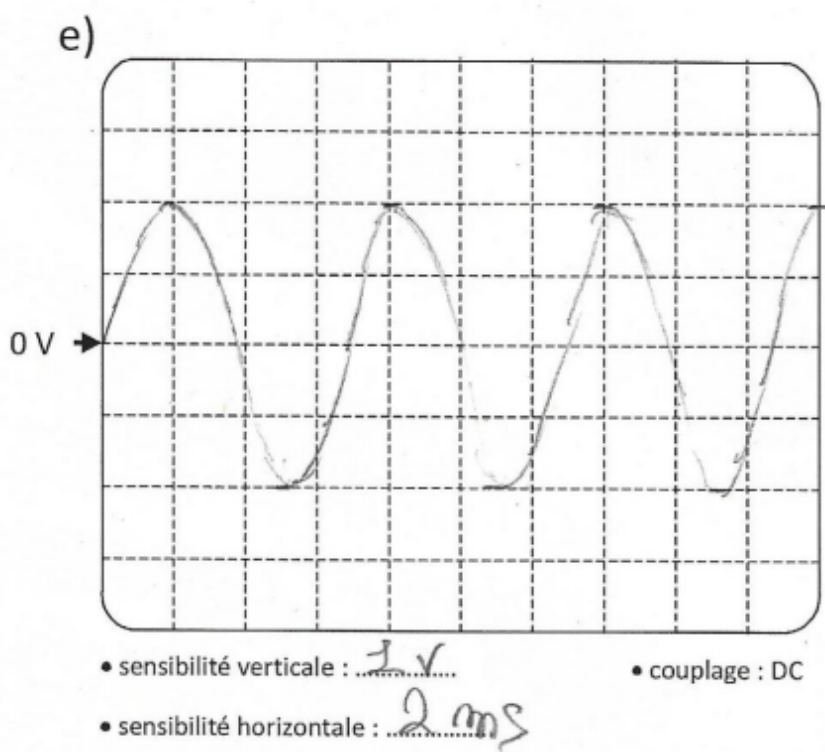 e)
0 V
• sensibilité verticale : 1 V
• couplage : DC
• sensibilité horizontale : 2 ms